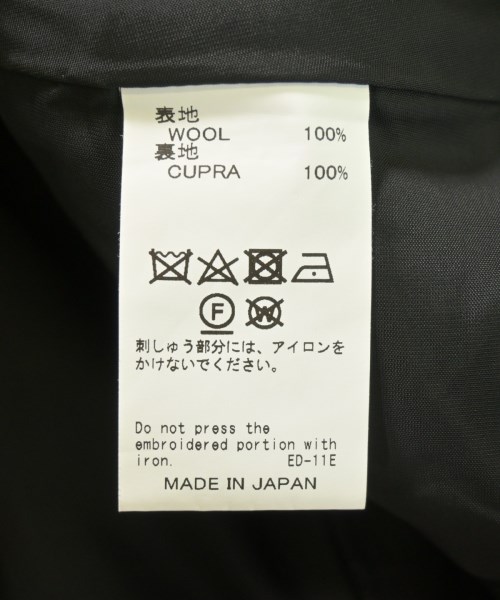 表地
WOOL 100%
裏地
CUPRA 100%
F W
刺しゅう部分には、アイロンを
かけないでください。
Do not press the
embroidered portion with
iron. ED-11E
MADE IN JAPAN